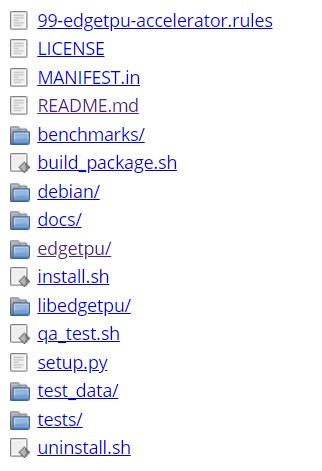 99-edgetpu-accelerator.rules
LICENSE
MANIFEST.in
README.md
benchmarks/
build_package.sh
debian/
docs/
edgetpu/
install.sh
libedgetpu/
qa_test.sh
setup.py
test_data/
tests/
uninstall.sh